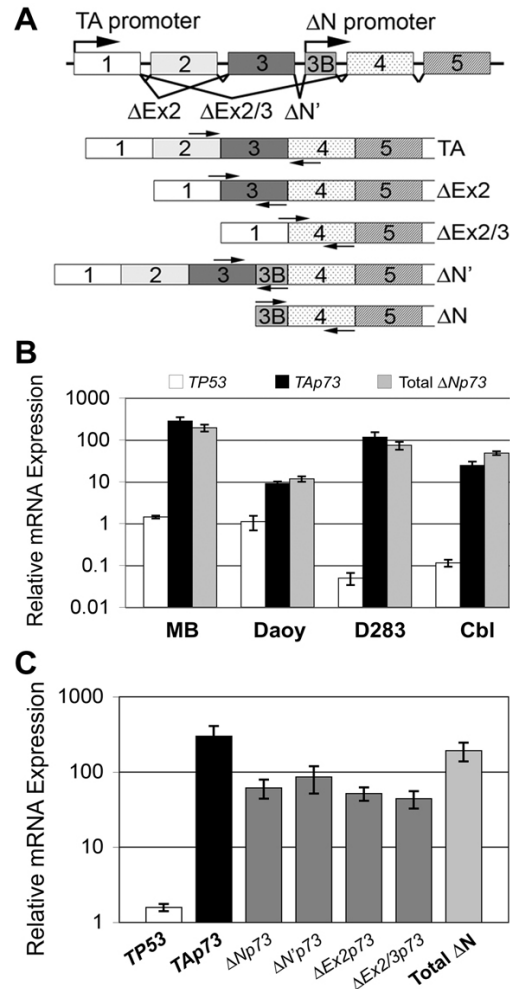 A
TA promoter ΔN promoter
1 2 3 3B 4 5
ΔEx2 ΔEx2/3 ΔN'
1 2 3 4 5 TA
1 3 4 5 ΔEx2
1 4 5 ΔEx2/3
1 2 3 3B 4 5 ΔN'
3B 4 5 ΔN
B
TP53 TAp73 Total ΔNp73
Relative mRNA Expression
1000
100
10
1
0.1
0.01
MB Daoy D283 Cbl
C
Relative mRNA Expression
1000
100
10
1
TP53 TAp73 ΔNp73 ΔN'p73 ΔEx2p73 ΔEx2/3p73 Total ΔN